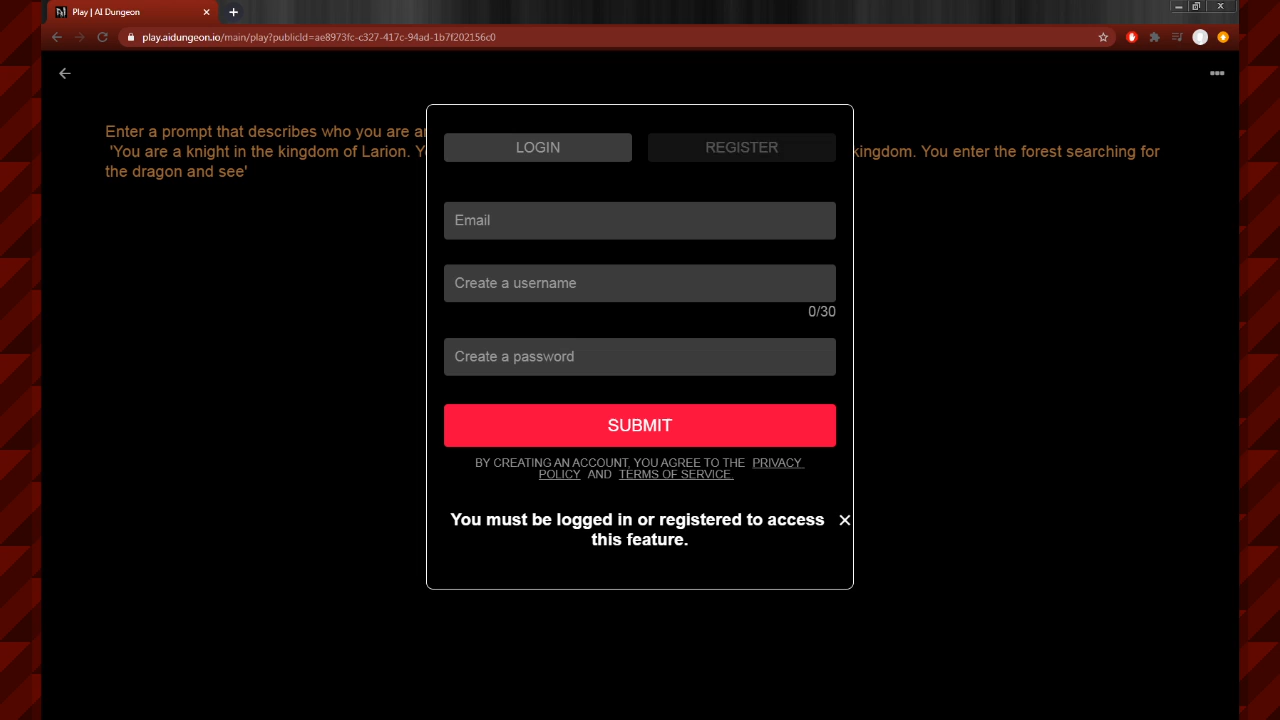 Play | AI Dungeon
play.aidungeon.io/main/play?publicId=ae8973fc-c327-417c-94ad-1b7f202156c0
Enter a prompt that describes who you are
'You are a knight in the kingdom of Larion. kingdom. You enter the forest searching for
the dragon and see'
LOGIN REGISTER
Email
Create a username
0/30
Create a password
SUBMIT
BY CREATING AN ACCOUNT, YOU AGREE TO THE PRIVACY
POLICY AND TERMS OF SERVICE.
You must be logged in or registered to access
this feature.